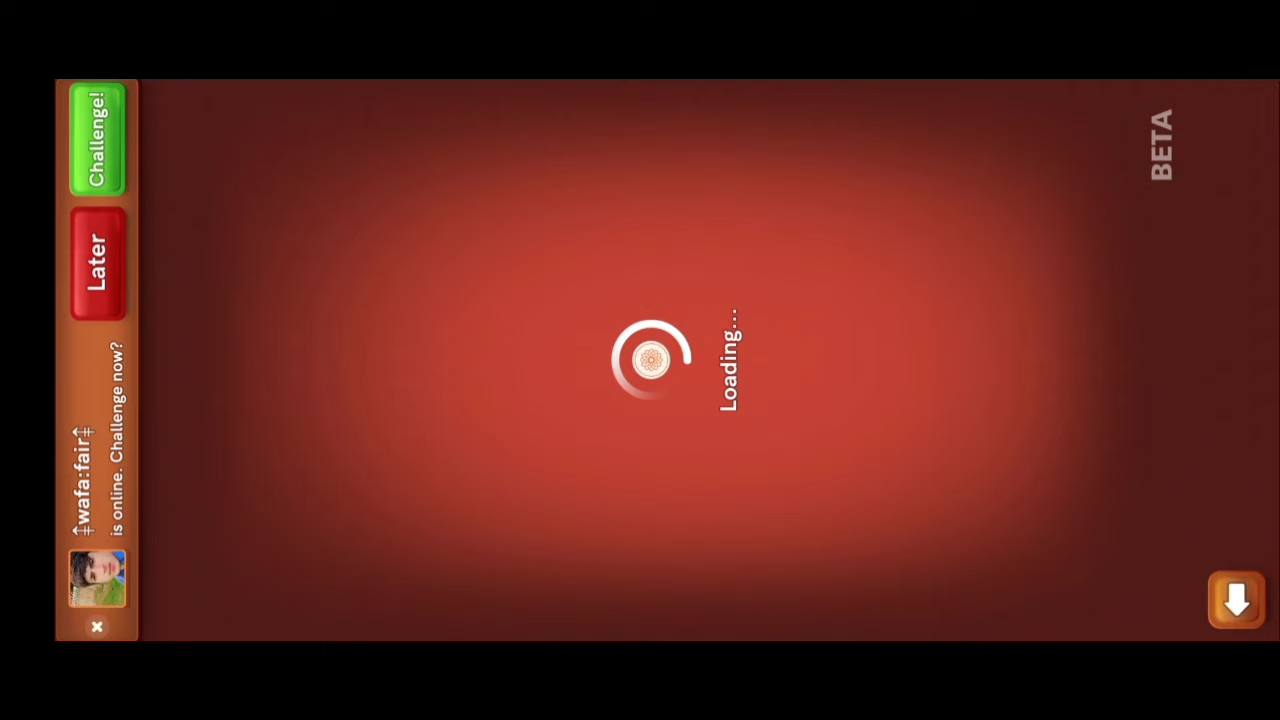 ‡wafa:fair‡
is online. Challenge now?
Later
Challenge!
Loading...
BETA